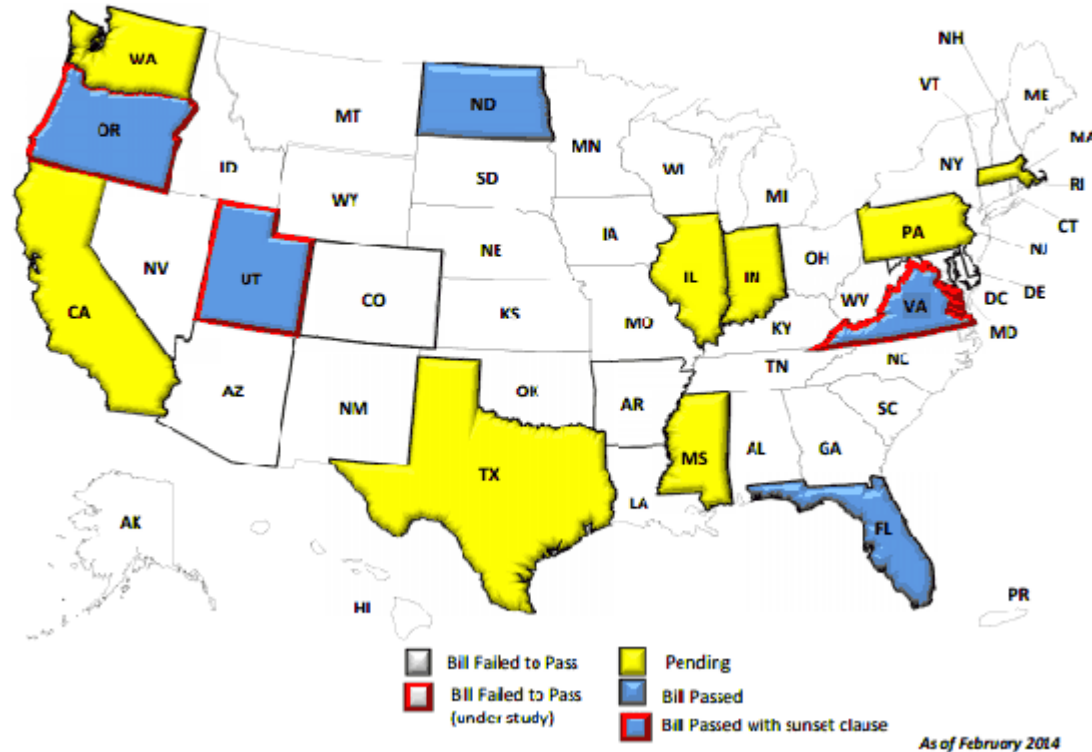 NH
WA
VT
ME
ND
MT
MA
OR
MN
ID
NY
WI
SD
RI
WY
MI
CT
PA
IA
NJ
NE
OH
NV
IL
IN
UT
DE
CO
WV
DC
VA
CA
KS
MO
KY
MD
TN
NC
OK
AZ
AR
NM
SC
MS
AL
GA
TX
LA
AK
FL
PR
HI
Bill Failed to Pass
Pending
Bill Failed to Pass
(under study)
Bill Passed
Bill Passed with sunset clause
As of February 2014